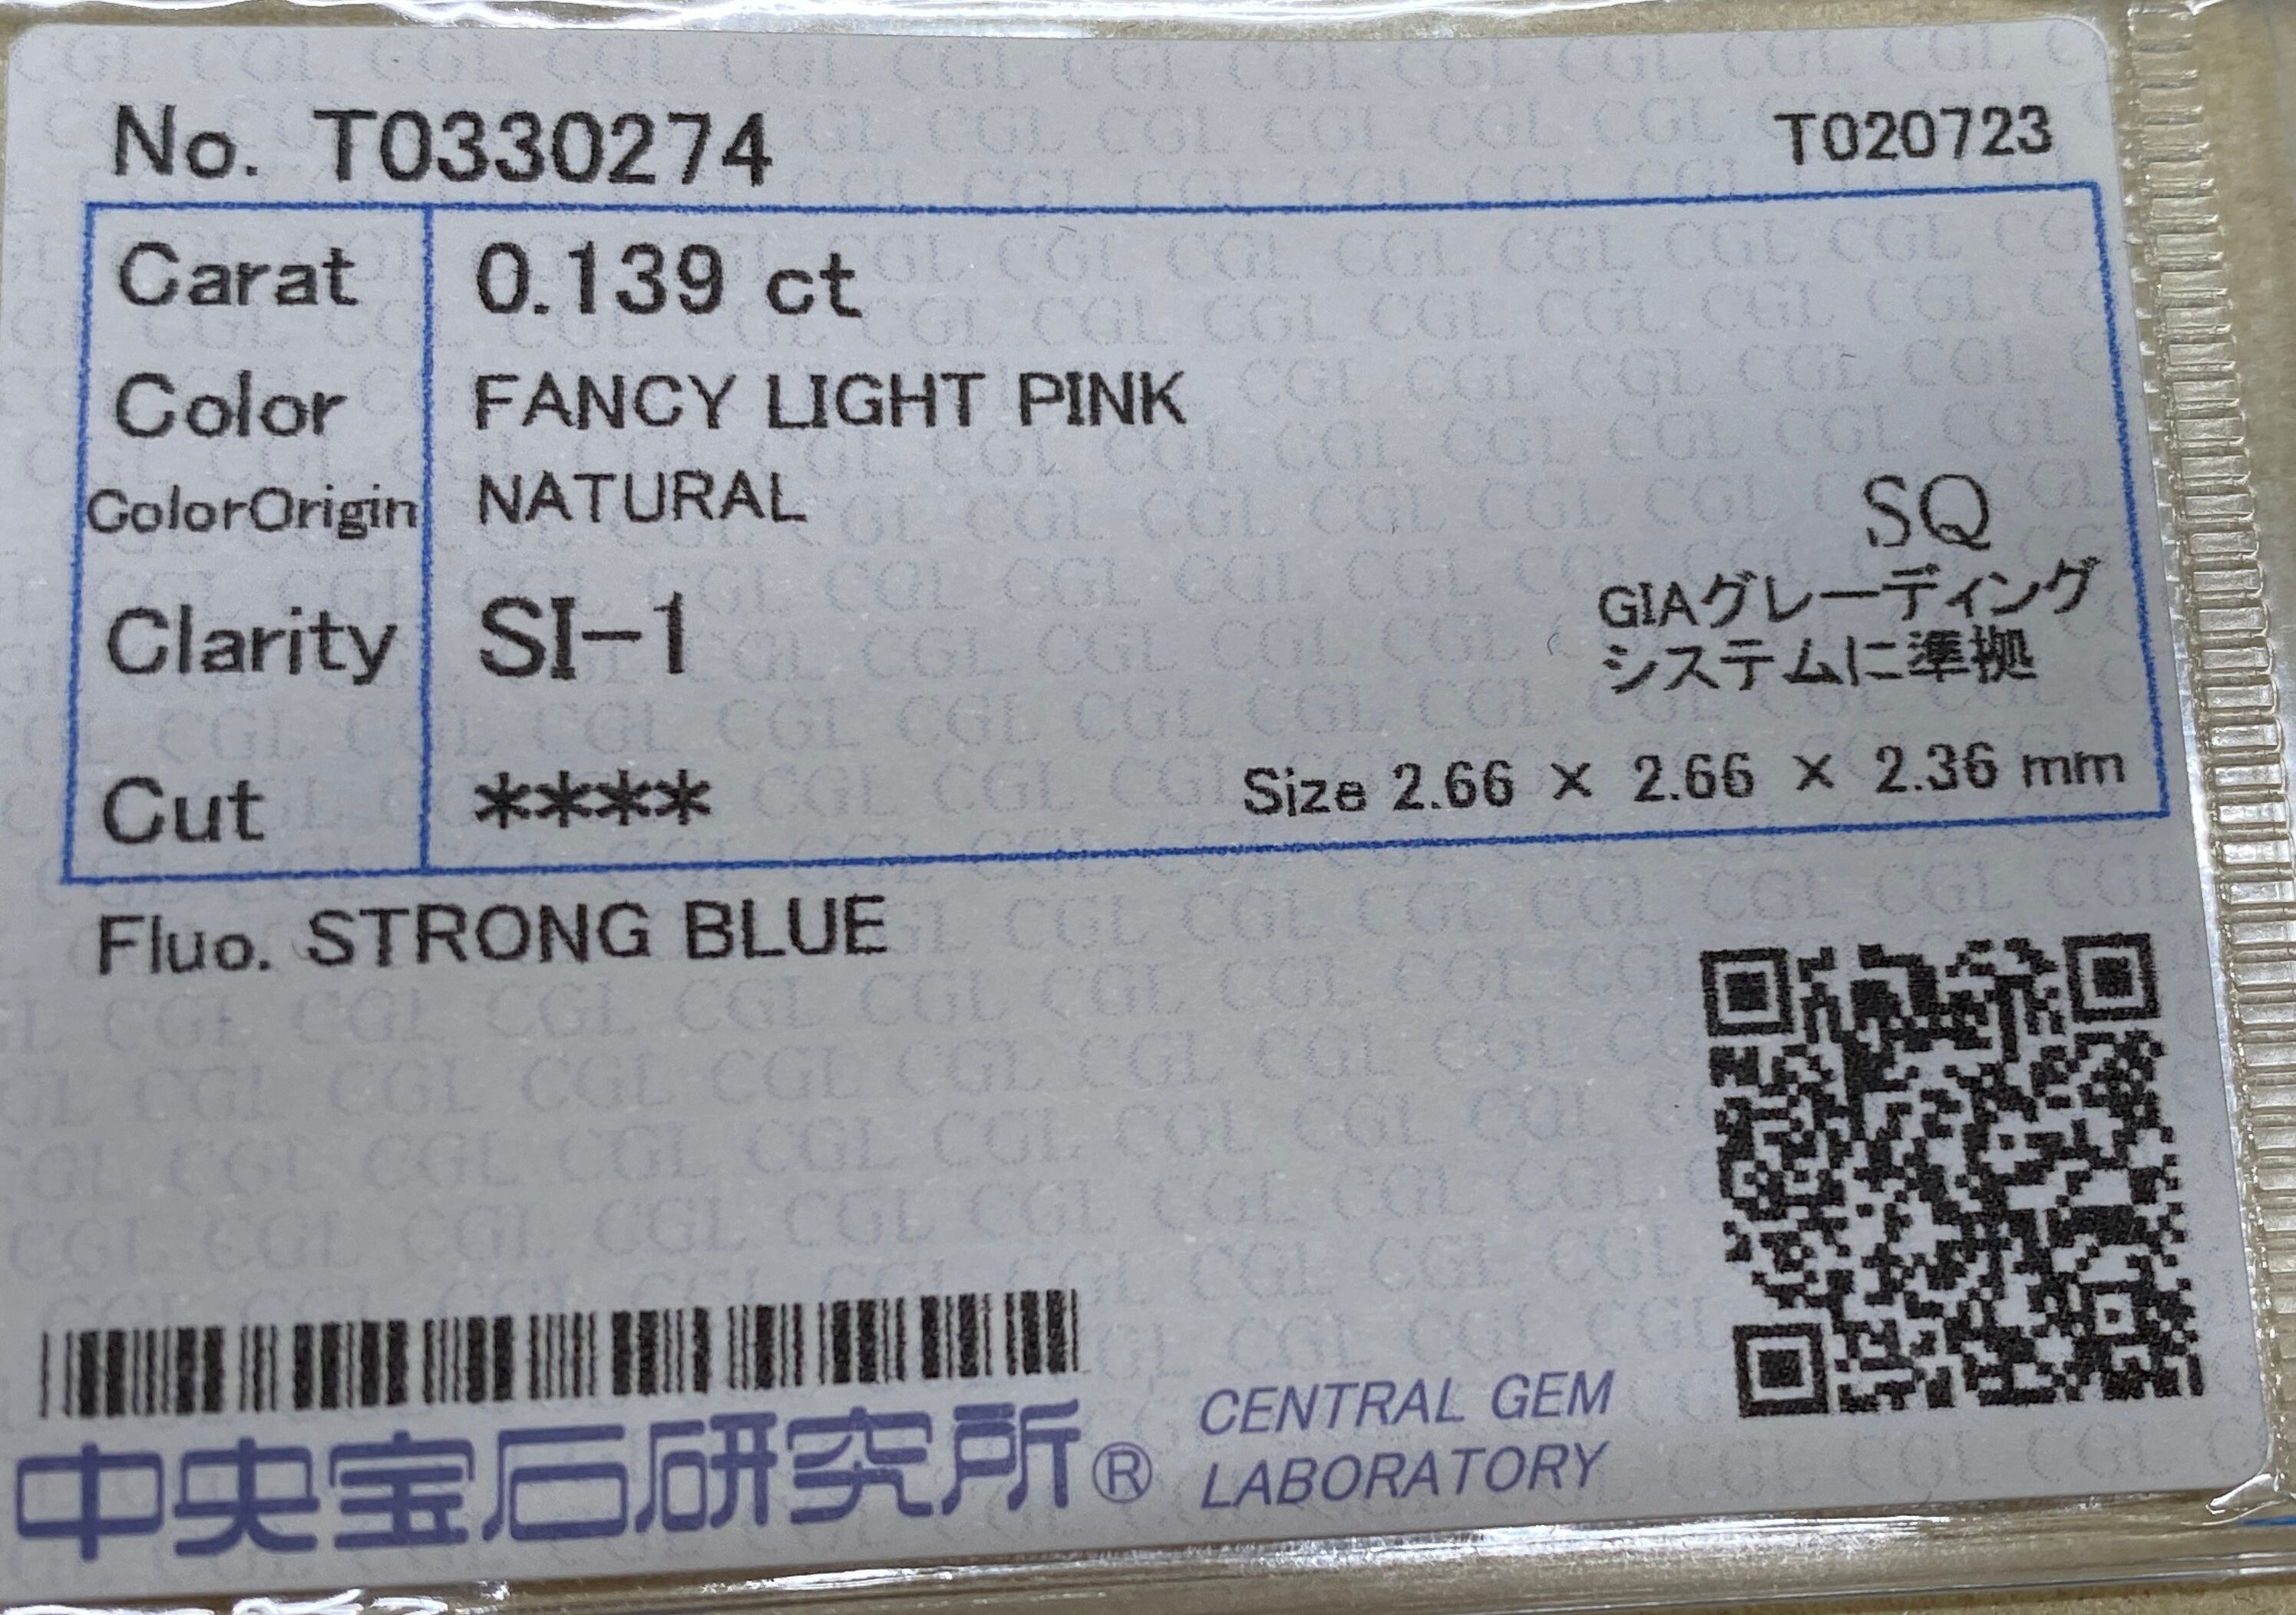 No. T0330274
T020723
Carat 0.139 ct
Color FANCY LIGHT PINK
ColorOrigin NATURAL
SQ
Clarity SI-1
GIAグレーディング
システムに準拠
Cut ****
Size 2.66 × 2.66 × 2.36 mm
Fluo. STRONG BLUE
中央宝石研究所®
CENTRAL GEM
LABORATORY